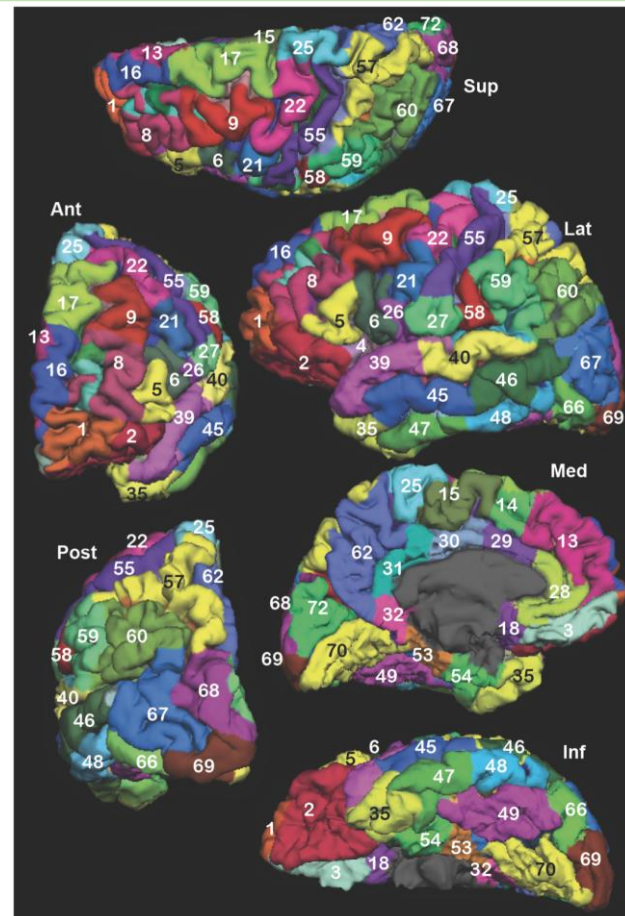 15 62 72
13 25 68
17 57
16
1 22 Sup
9 67
8 60
55
5 6 21 59
58
Ant
25
22 55
17 59
9 58
13 21
8 27
16 26
5 6 40
39
1 2 45
35
25
17 Lat
9 22 55 57
16
8 21 59
60
1 5 6 26 27 58
4
2 39 40 67
45 46
35 47 48 66 69
Post
22 25
55 57 62
59 60
58
40 68
46 67
48 66 69
Med
25 15 14
62 30 29 13
31 28
68 72
32 18 3
70 53
69 49 54 35
Inf
6 45 46
5 47 48
2 35 49 66
1
54 53
3 18 32 70 69